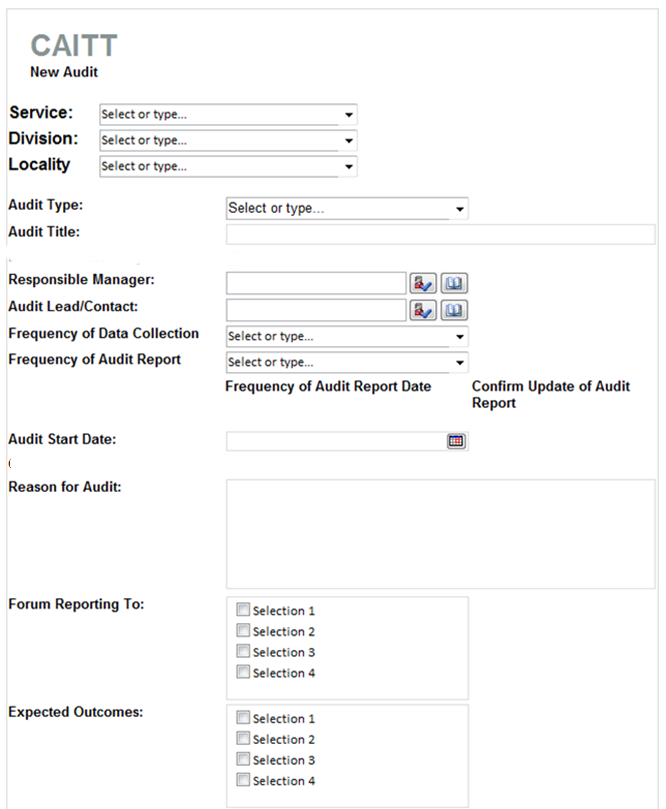 CAITT
New Audit
Service: Select or type...
Division: Select or type...
Locality Select or type...
Audit Type: Select or type...
Audit Title:
Responsible Manager:
Audit Lead/Contact:
Frequency of Data Collection Select or type...
Frequency of Audit Report Select or type...
Frequency of Audit Report Date Confirm Update of Audit
Report
Audit Start Date:
Reason for Audit:
Forum Reporting To:
Selection 1
Selection 2
Selection 3
Selection 4
Expected Outcomes:
Selection 1
Selection 2
Selection 3
Selection 4